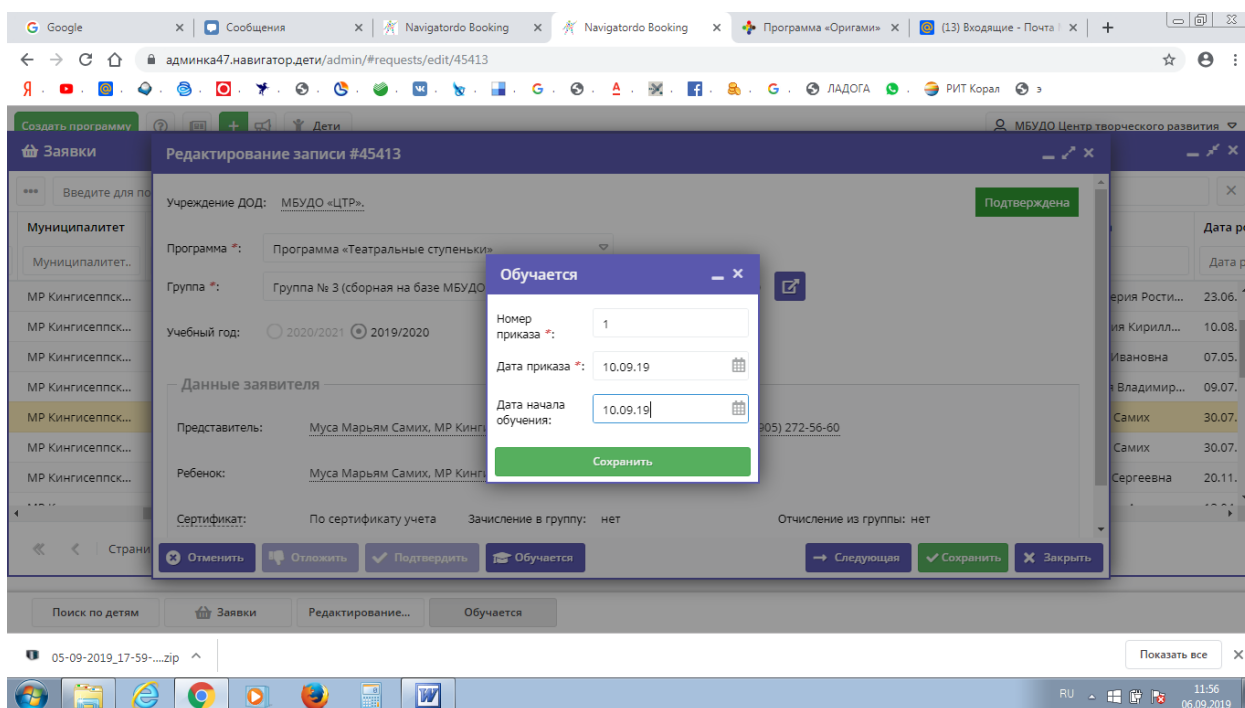 Google
Сообщения
Navigatordo Booking
Navigatordo Booking
Программа «Оригами»
(13) Входящие - Почта
админка47.навигатор.дети/admin/#requests/edit/45413
ЛАДОГА
РИТ Корал
э
Создать программу
Дети
МБУДО Центр творческого развития
Заявки
Редактирование записи #45413
Введите для по
Учреждение ДОД: МБУДО «ЦТР».
Подтверждена
Муниципалитет
Дата р
Муниципалитет..
Программа *: Программа «Театральные ступеньки»
Дата р
Группа *: Группа № 3 (сборная на базе МБУДО
Учебный год: 2020/2021 2019/2020
Обучается
Номер приказа *: 1
Дата приказа *: 10.09.19
Дата начала обучения: 10.09.19
Сохранить
МР Кингисеппск... ерия Рости... 23.06.
МР Кингисеппск... ия Кирилл... 10.08.
МР Кингисеппск... Ивановна 07.05.
МР Кингисеппск... Владимир... 09.07.
МР Кингисеппск... Самих 30.07.
МР Кингисеппск... Самих 30.07.
МР Кингисеппск... Сергеевна 20.11.
Данные заявителя
Представитель: Муса Марьям Самих, МР Кинги 905) 272-56-60
Ребенок: Муса Марьям Самих, МР Кинги
Сертификат: По сертификату учета Зачисление в группу: нет Отчисление из группы: нет
Страни
Отменить
Отложить
Подтвердить
Обучается
Следующая
Сохранить
Закрыть
Поиск по детям
Заявки
Редактирование...
Обучается
05-09-2019_17-59-....zip
Показать все
RU
11:56
06.09.2019